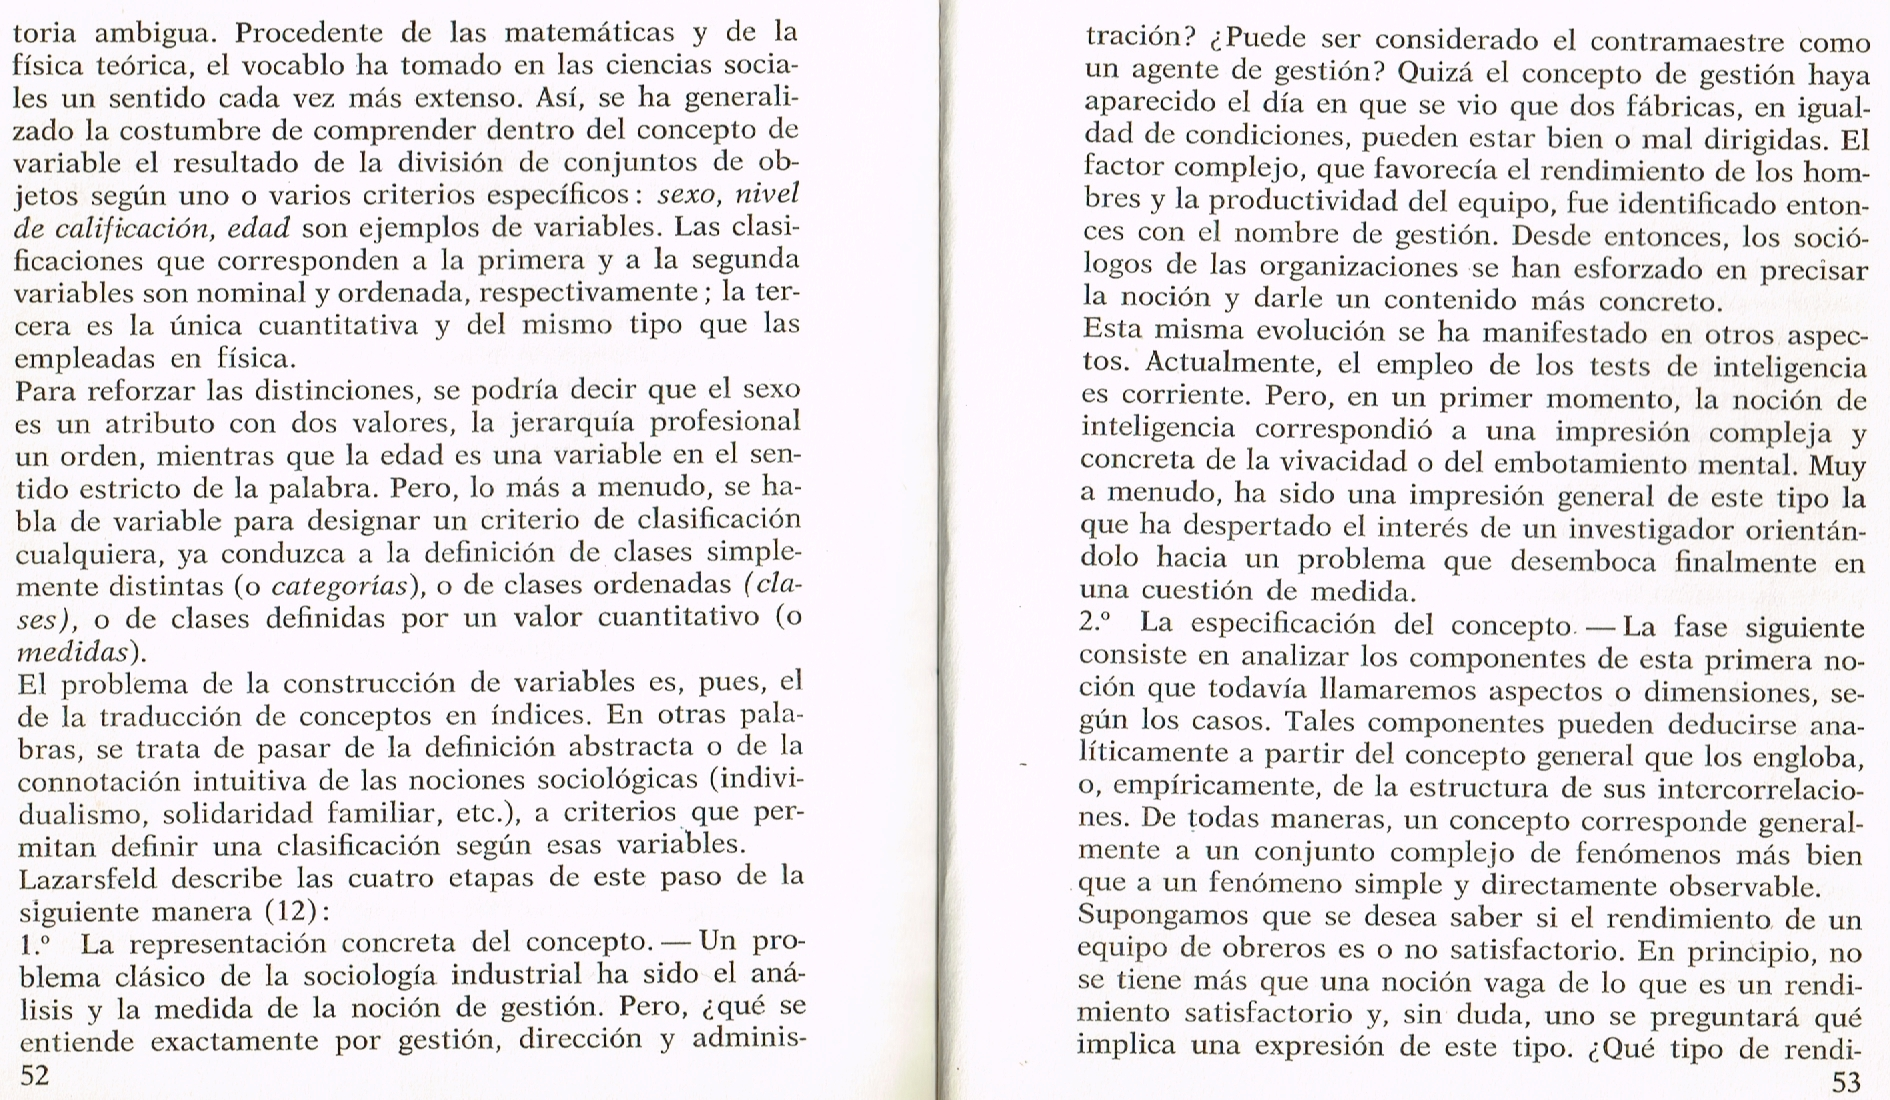 toria ambigua. Procedente de las matemáticas y de la
física teórica, el vocablo ha tomado en las ciencias socia-
les un sentido cada vez más extenso. Así, se ha generali-
zado la costumbre de comprender dentro del concepto de
variable el resultado de la división de conjuntos de ob-
jetos según uno o varios criterios específicos: sexo, nivel
de calificación, edad son ejemplos de variables. Las clasi-
ficaciones que corresponden a la primera y a la segunda
variables son nominal y ordenada, respectivamente; la ter-
cera es la única cuantitativa y del mismo tipo que las
empleadas en física.
Para reforzar las distinciones, se podría decir que el sexo
es un atributo con dos valores, la jerarquía profesional
un orden, mientras que la edad es una variable en el sen-
tido estricto de la palabra. Pero, lo más a menudo, se ha-
bla de variable para designar un criterio de clasificación
cualquiera, ya conduzca a la definición de clases simple-
mente distintas (o categorías), o de clases ordenadas (cla-
ses), o de clases definidas por un valor cuantitativo (o
medidas).
El problema de la construcción de variables es, pues, el
de la traducción de conceptos en índices. En otras pala-
bras, se trata de pasar de la definición abstracta o de la
connotación intuitiva de las nociones sociológicas (indivi-
dualismo, solidaridad familiar, etc.), a criterios que per-
mitan definir una clasificación según esas variables.
Lazarsfeld describe las cuatro etapas de este paso de la
siguiente manera (12):
1.º La representación concreta del concepto. — Un pro-
blema clásico de la sociología industrial ha sido el aná-
lisis y la medida de la noción de gestión. Pero, ¿qué se
entiende exactamente por gestión, dirección y adminis-
52
tración? ¿Puede ser considerado el contramaestre como
un agente de gestión? Quizá el concepto de gestión haya
aparecido el día en que se vio que dos fábricas, en igual-
dad de condiciones, pueden estar bien o mal dirigidas. El
factor complejo, que favorecía el rendimiento de los hom-
bres y la productividad del equipo, fue identificado enton-
ces con el nombre de gestión. Desde entonces, los soció-
logos de las organizaciones se han esforzado en precisar
la noción y darle un contenido más concreto.
Esta misma evolución se ha manifestado en otros aspec-
tos. Actualmente, el empleo de los tests de inteligencia
es corriente. Pero, en un primer momento, la noción de
inteligencia correspondió a una impresión compleja y
concreta de la vivacidad o del embotamiento mental. Muy
a menudo, ha sido una impresión general de este tipo la
que ha despertado el interés de un investigador orientán-
dolo hacia un problema que desemboca finalmente en
una cuestión de medida.
2.º La especificación del concepto. — La fase siguiente
consiste en analizar los componentes de esta primera no-
ción que todavía llamaremos aspectos o dimensiones, se-
gún los casos. Tales componentes pueden deducirse ana-
líticamente a partir del concepto general que los engloba,
o, empíricamente, de la estructura de sus intercorrelacio-
nes. De todas maneras, un concepto corresponde general-
mente a un conjunto complejo de fenómenos más bien
que a un fenómeno simple y directamente observable.
Supongamos que se desea saber si el rendimiento de un
equipo de obreros es o no satisfactorio. En principio, no
se tiene más que una noción vaga de lo que es un rendi-
miento satisfactorio y, sin duda, uno se preguntará qué
implica una expresión de este tipo. ¿Qué tipo de rendi-
53